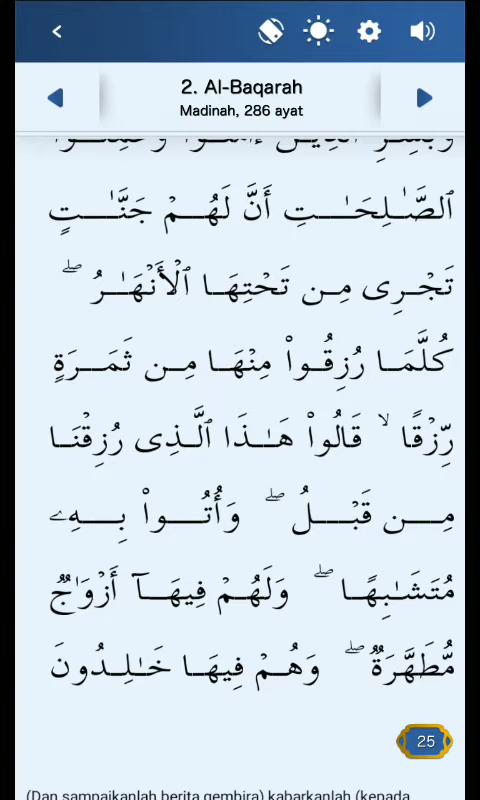 2. Al-Baqarah
Madinah, 286 ayat
ٱلصَّـٰلِحَـٰتِ أَنَّ لَهُمْ جَنَّـٰتٍ
تَجْرِى مِن تَحْتِهَا ٱلْأَنْهَـٰرُ ۖ
كُلَّمَا رُزِقُوا۟ مِنْهَا مِن ثَمَرَةٍ
رِّزْقًا ۙ قَالُوا۟ هَـٰذَا ٱلَّذِى رُزِقْنَا
مِن قَبْلُ ۖ وَأُتُوا۟ بِهِۦ
مُتَشَـٰبِهًا ۖ وَلَهُمْ فِيهَآ أَزْوَٰجٌ
مُّطَهَّرَةٌ ۖ وَهُمْ فِيهَا خَـٰلِدُونَ
25
(Dan sampaikanlah berita gembira) kabarkanlah (kepada